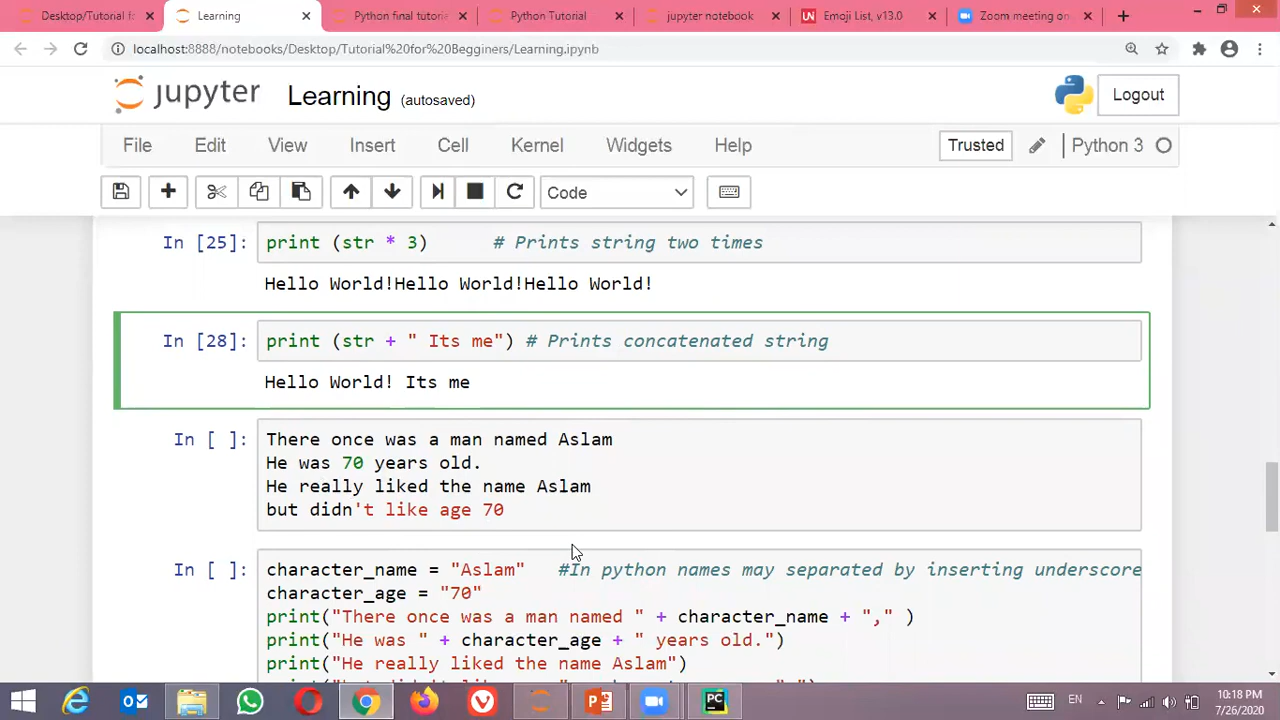 Desktop/Tutorial f
Learning
Python final tutoria
Python Tutorial
jupyter notebook
UN
Emoji List, v13.0
Zoom meeting on
localhost:8888/notebooks/Desktop/Tutorial%20for%20Begginers/Learning.ipynb
jupyter
Learning (autosaved)
Logout
File
Edit
View
Insert
Cell
Kernel
Widgets
Help
Trusted
Python 3
Code
In [25]: print (str * 3) # Prints string two times
Hello World!Hello World!Hello World!
In [28]: print (str + " Its me") # Prints concatenated string
Hello World! Its me
In [ ]: There once was a man named Aslam
He was 70 years old.
He really liked the name Aslam
but didn't like age 70
In [ ]: character_name = "Aslam" #In python names may separated by inserting underscore
character_age = "70"
print("There once was a man named " + character_name + "," )
print("He was " + character_age + " years old.")
print("He really liked the name Aslam")
EN
10:18 PM
7/26/2020